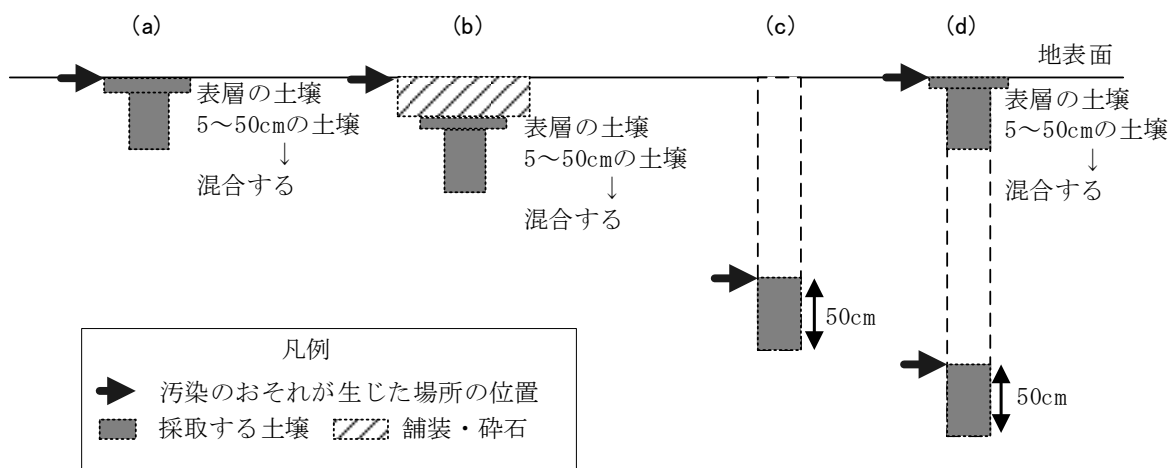 (a)
(b)
(c)
(d)
地表面
表層の土壌
5～50cmの土壌
↓
混合する
表層の土壌
5～50cmの土壌
↓
混合する
表層の土壌
5～50cmの土壌
↓
混合する
50cm
50cm
凡例
汚染のおそれが生じた場所の位置
採取する土壌
舗装・砕石